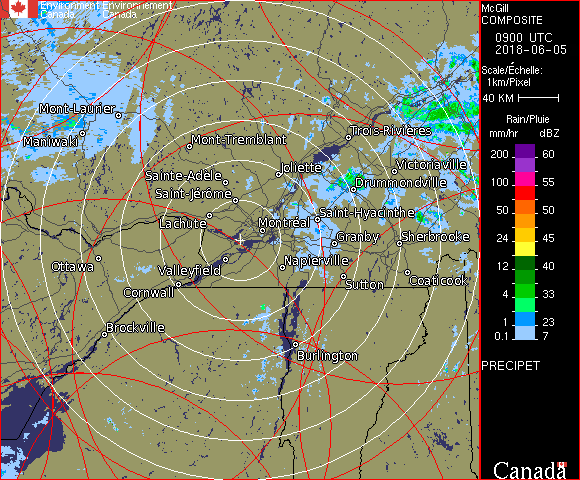 Environment Environnement
Canada Canada
McGill
COMPOSITE
0900 UTC
2018-06-05
Scale/Échelle:
1km/Pixel
40 KM
Rain/Pluie
mm/hr dBZ
200 60
150 57
100 55
50 50
24 45
12 40
4 33
1 23
0.1 7
PRECIPET
Canada
Mont-Laurier
Maniwaki
Mont-Tremblant
Trois-Rivières
Joliette
Victoriaville
Sainte-Adèle
Drummondville
Saint-Jérôme
Saint-Hyacinthe
Lachute
Montréal
Granby
Sherbrooke
Ottawa
Valleyfield
Napierville
Coaticook
Cornwall
Sutton
Brockville
Burlington